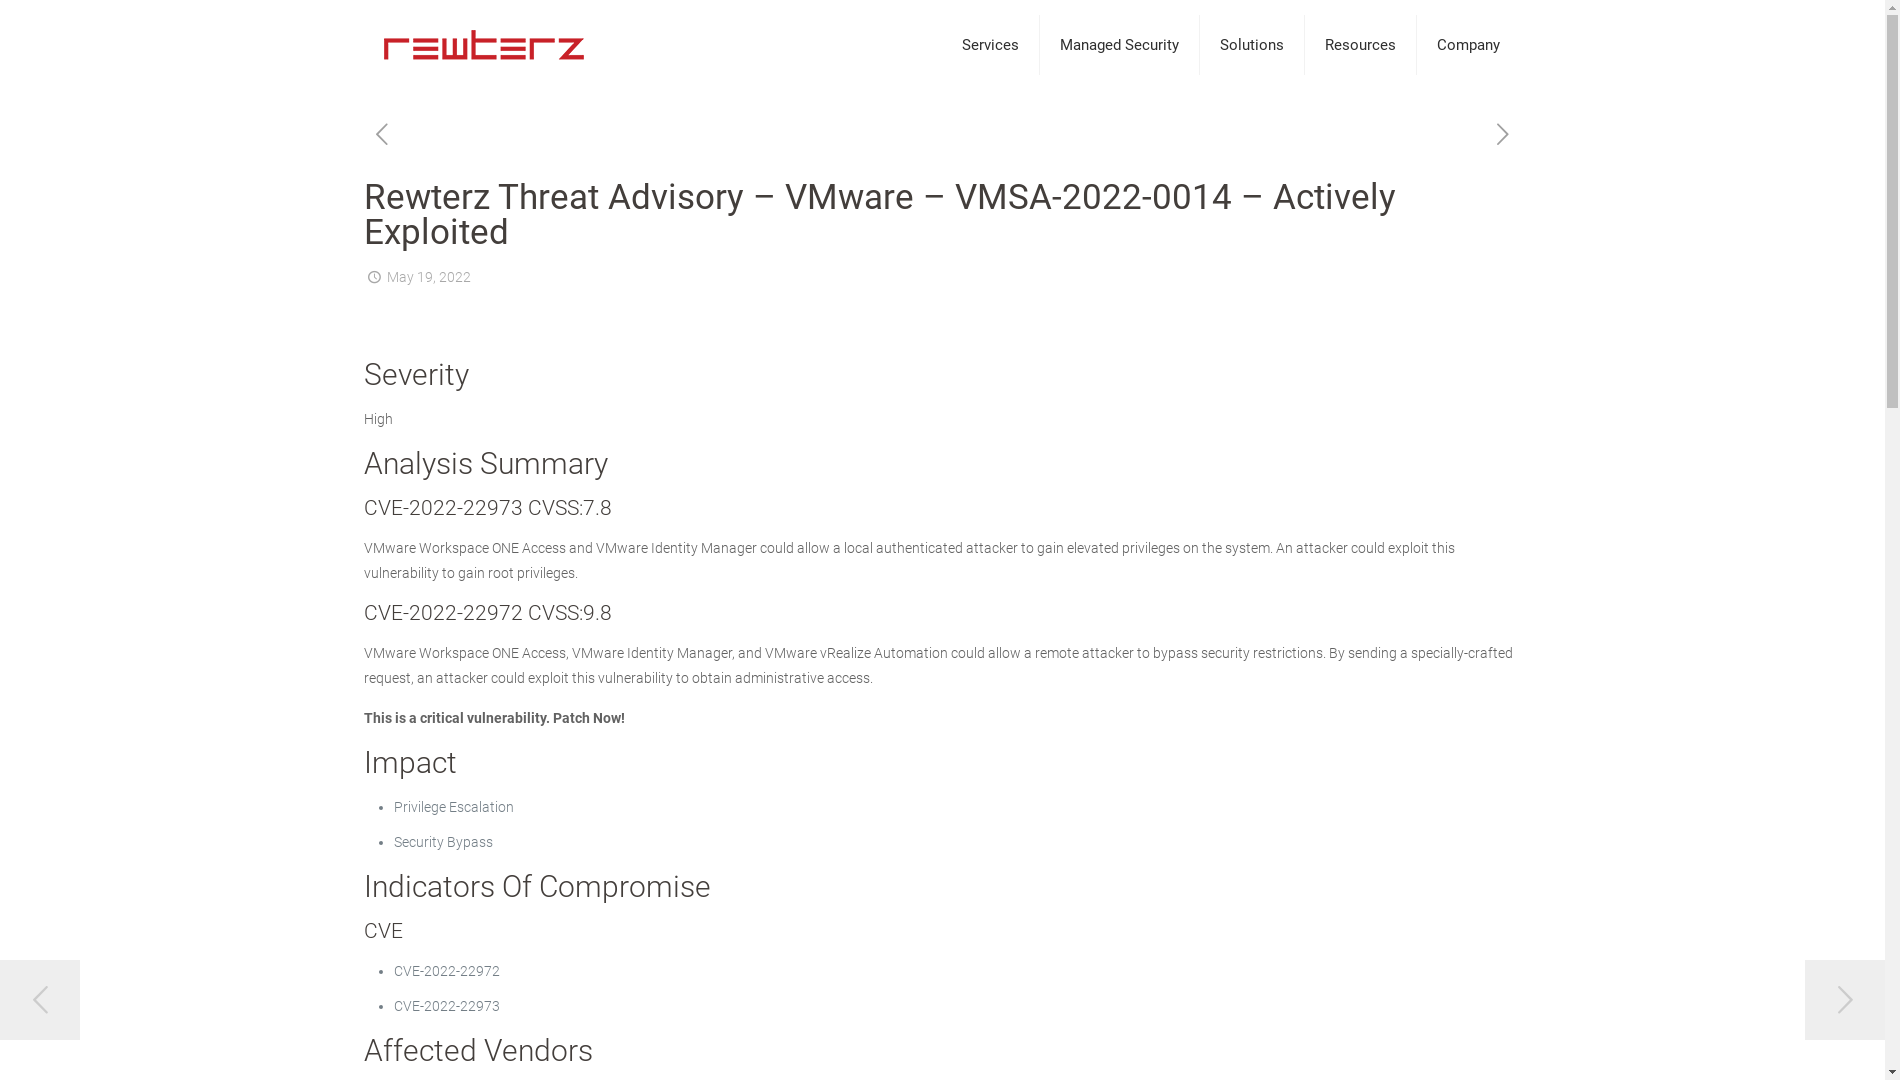 rewterz
Services
Managed Security
Solutions
Resources
Company
Rewterz Threat Advisory – VMware – VMSA-2022-0014 – Actively
Exploited
May 19, 2022
Severity
High
Analysis Summary
CVE-2022-22973 CVSS:7.8
VMware Workspace ONE Access and VMware Identity Manager could allow a local authenticated attacker to gain elevated privileges on the system. An attacker could exploit this
vulnerability to gain root privileges.
CVE-2022-22972 CVSS:9.8
VMware Workspace ONE Access, VMware Identity Manager, and VMware vRealize Automation could allow a remote attacker to bypass security restrictions. By sending a specially-crafted
request, an attacker could exploit this vulnerability to obtain administrative access.
This is a critical vulnerability. Patch Now!
Impact
Privilege Escalation
Security Bypass
Indicators Of Compromise
CVE
CVE-2022-22972
CVE-2022-22973
Affected Vendors